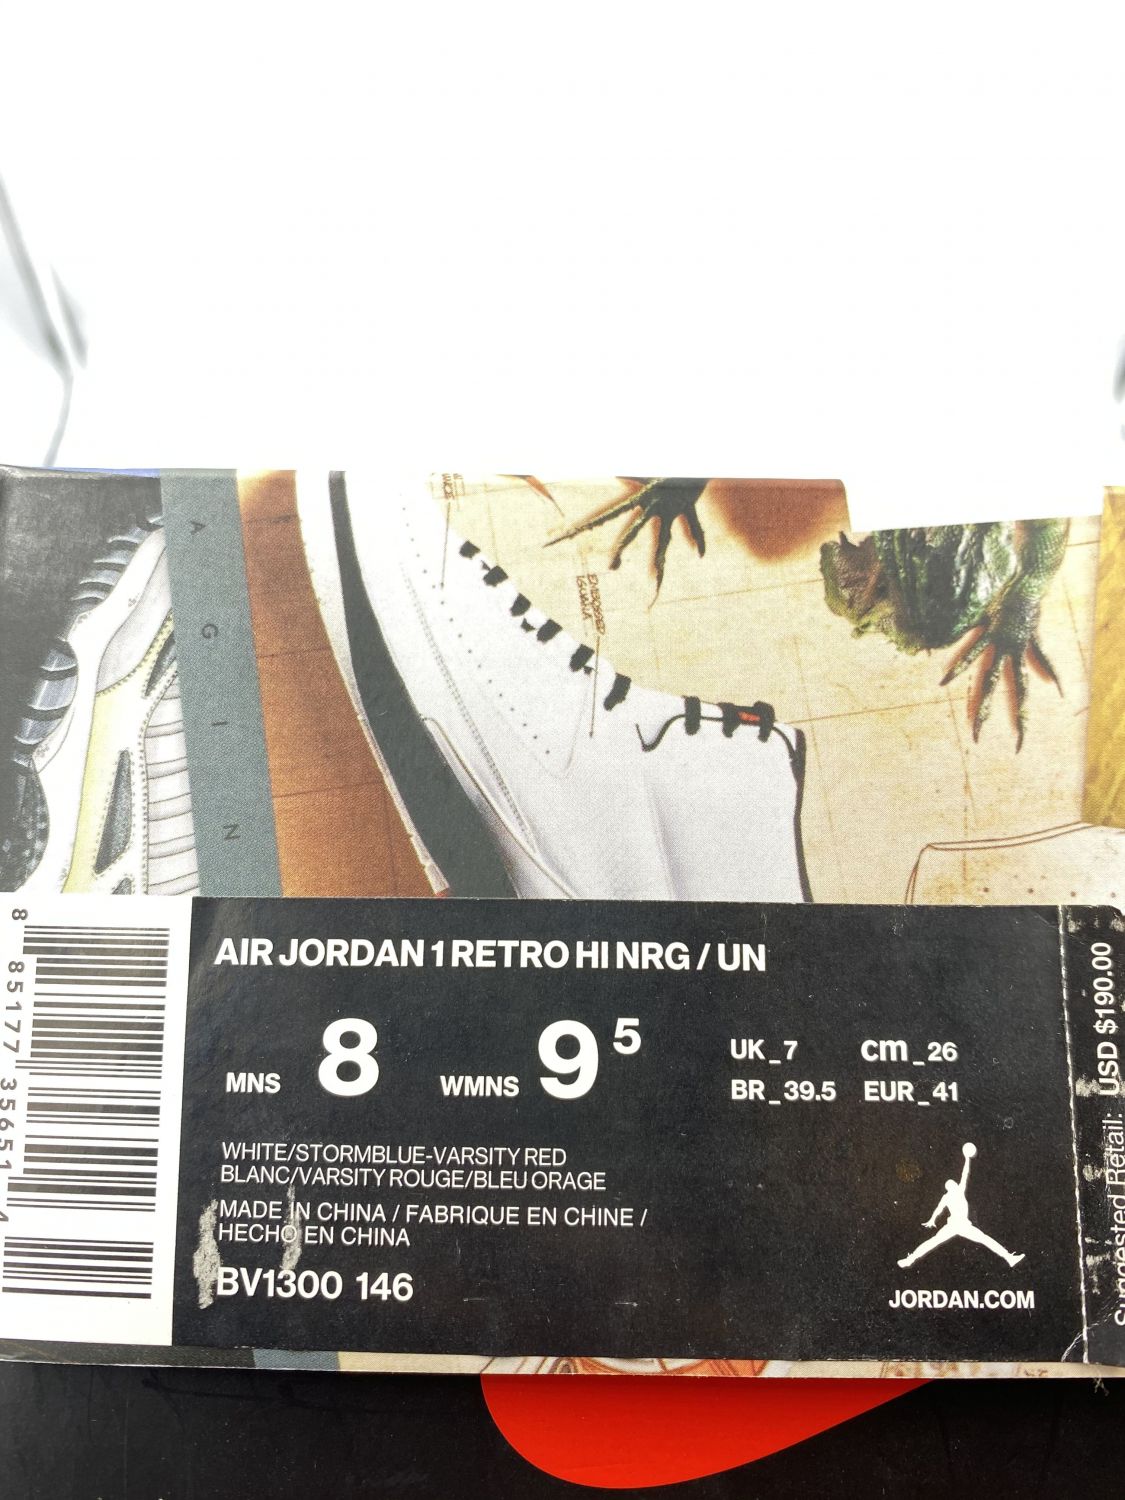 A
G
I
N
ENGRAVED
IGUANA
AIR JORDAN 1 RETRO HI NRG / UN
MNS 8 WMNS 9 5
UK_7 cm_26
BR_39.5 EUR_41
WHITE/STORMBLUE-VARSITY RED
BLANC/VARSITY ROUGE/BLEU ORAGE
MADE IN CHINA / FABRIQUE EN CHINE /
HECHO EN CHINA
BV1300 146
JORDAN.COM
Suggested Retail: USD $190.00
8 85177 35651 4